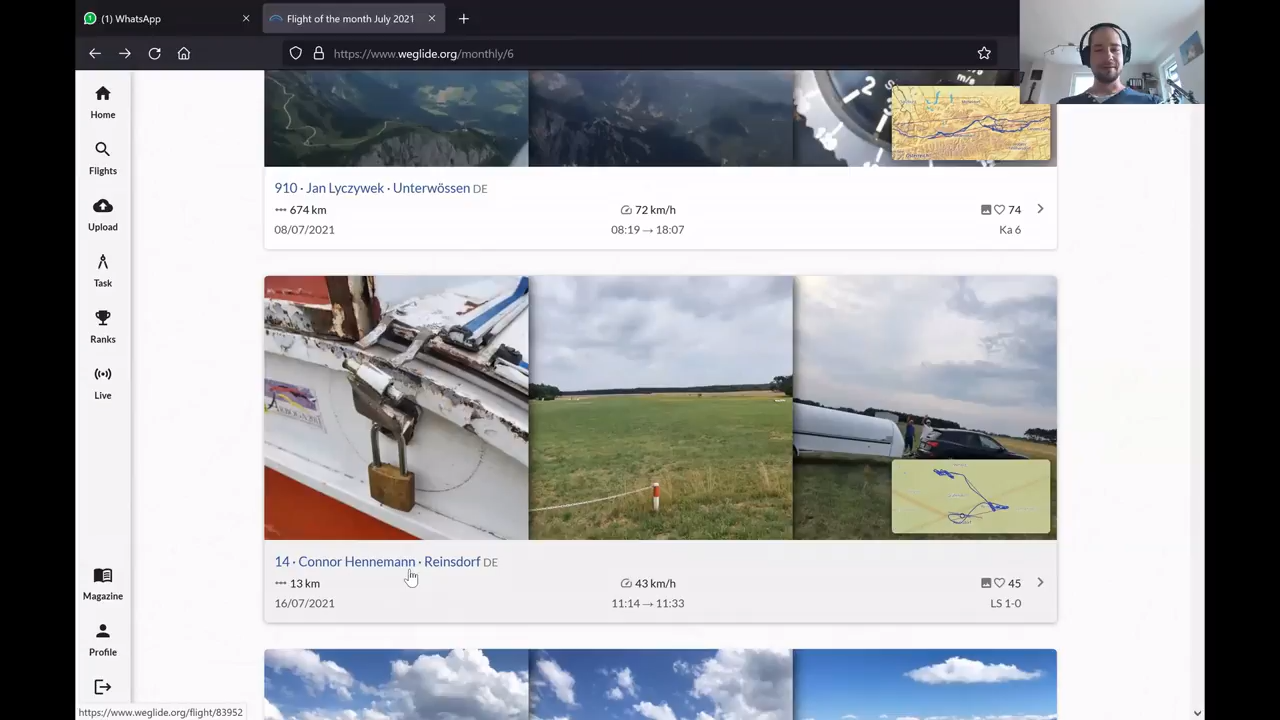 (1) WhatsApp
Flight of the month July 2021
https://www.weglide.org/monthly/6
Home
Flights
Upload
Task
Ranks
Live
Magazine
Profile
m/s
910 · Jan Lyczywek · Unterwössen DE
674 km
72 km/h
74
08/07/2021
08:19 → 18:07
Ka 6
14 · Connor Hennemann · Reinsdorf DE
13 km
43 km/h
45
16/07/2021
11:14 → 11:33
LS 1-0
https://www.weglide.org/flight/83952